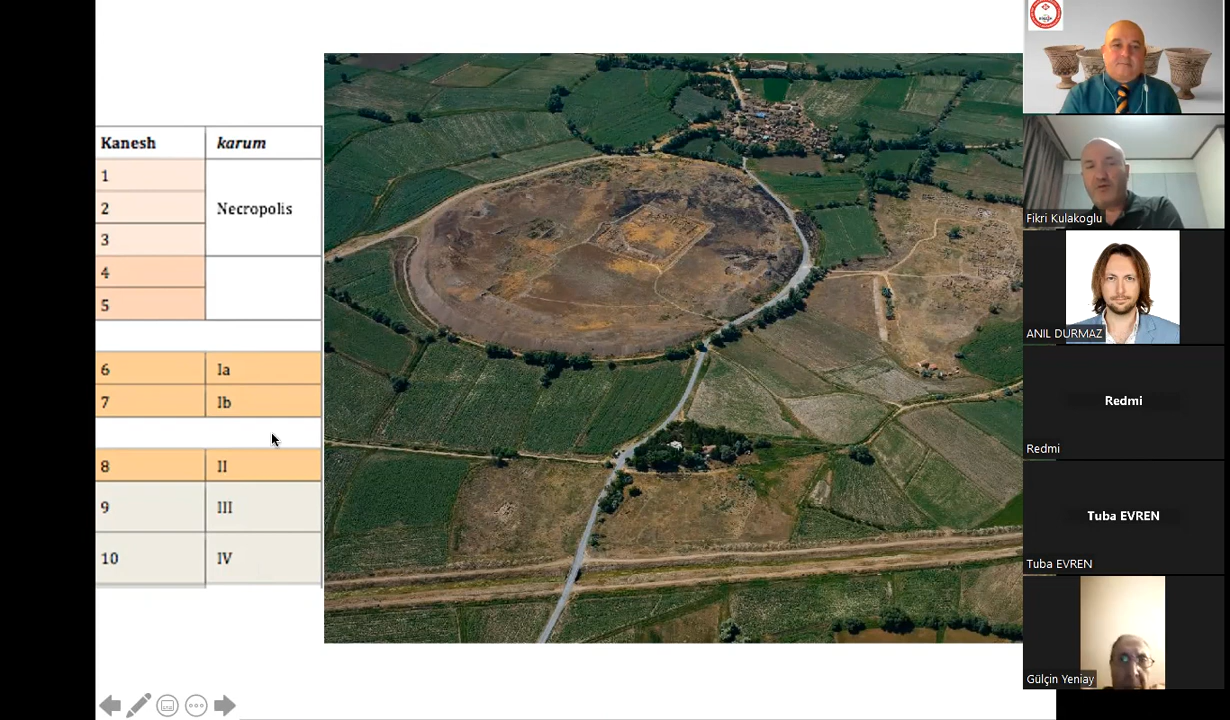 Kanesh karum
1
2 Necropolis
3
4
5
6 Ia
7 Ib
8 II
9 III
10 IV
Fikri Kulakoglu
ANIL DURMAZ
Redmi
Redmi
Tuba EVREN
Tuba EVREN
Gülçin Yeniay